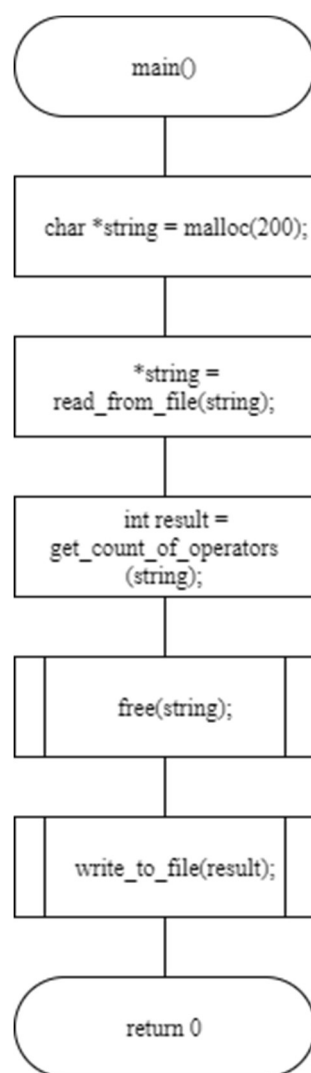 main()
char *string = malloc(200);
*string =
read_from_file(string);
int result =
get_count_of_operators
(string);
free(string);
write_to_file(result);
return 0